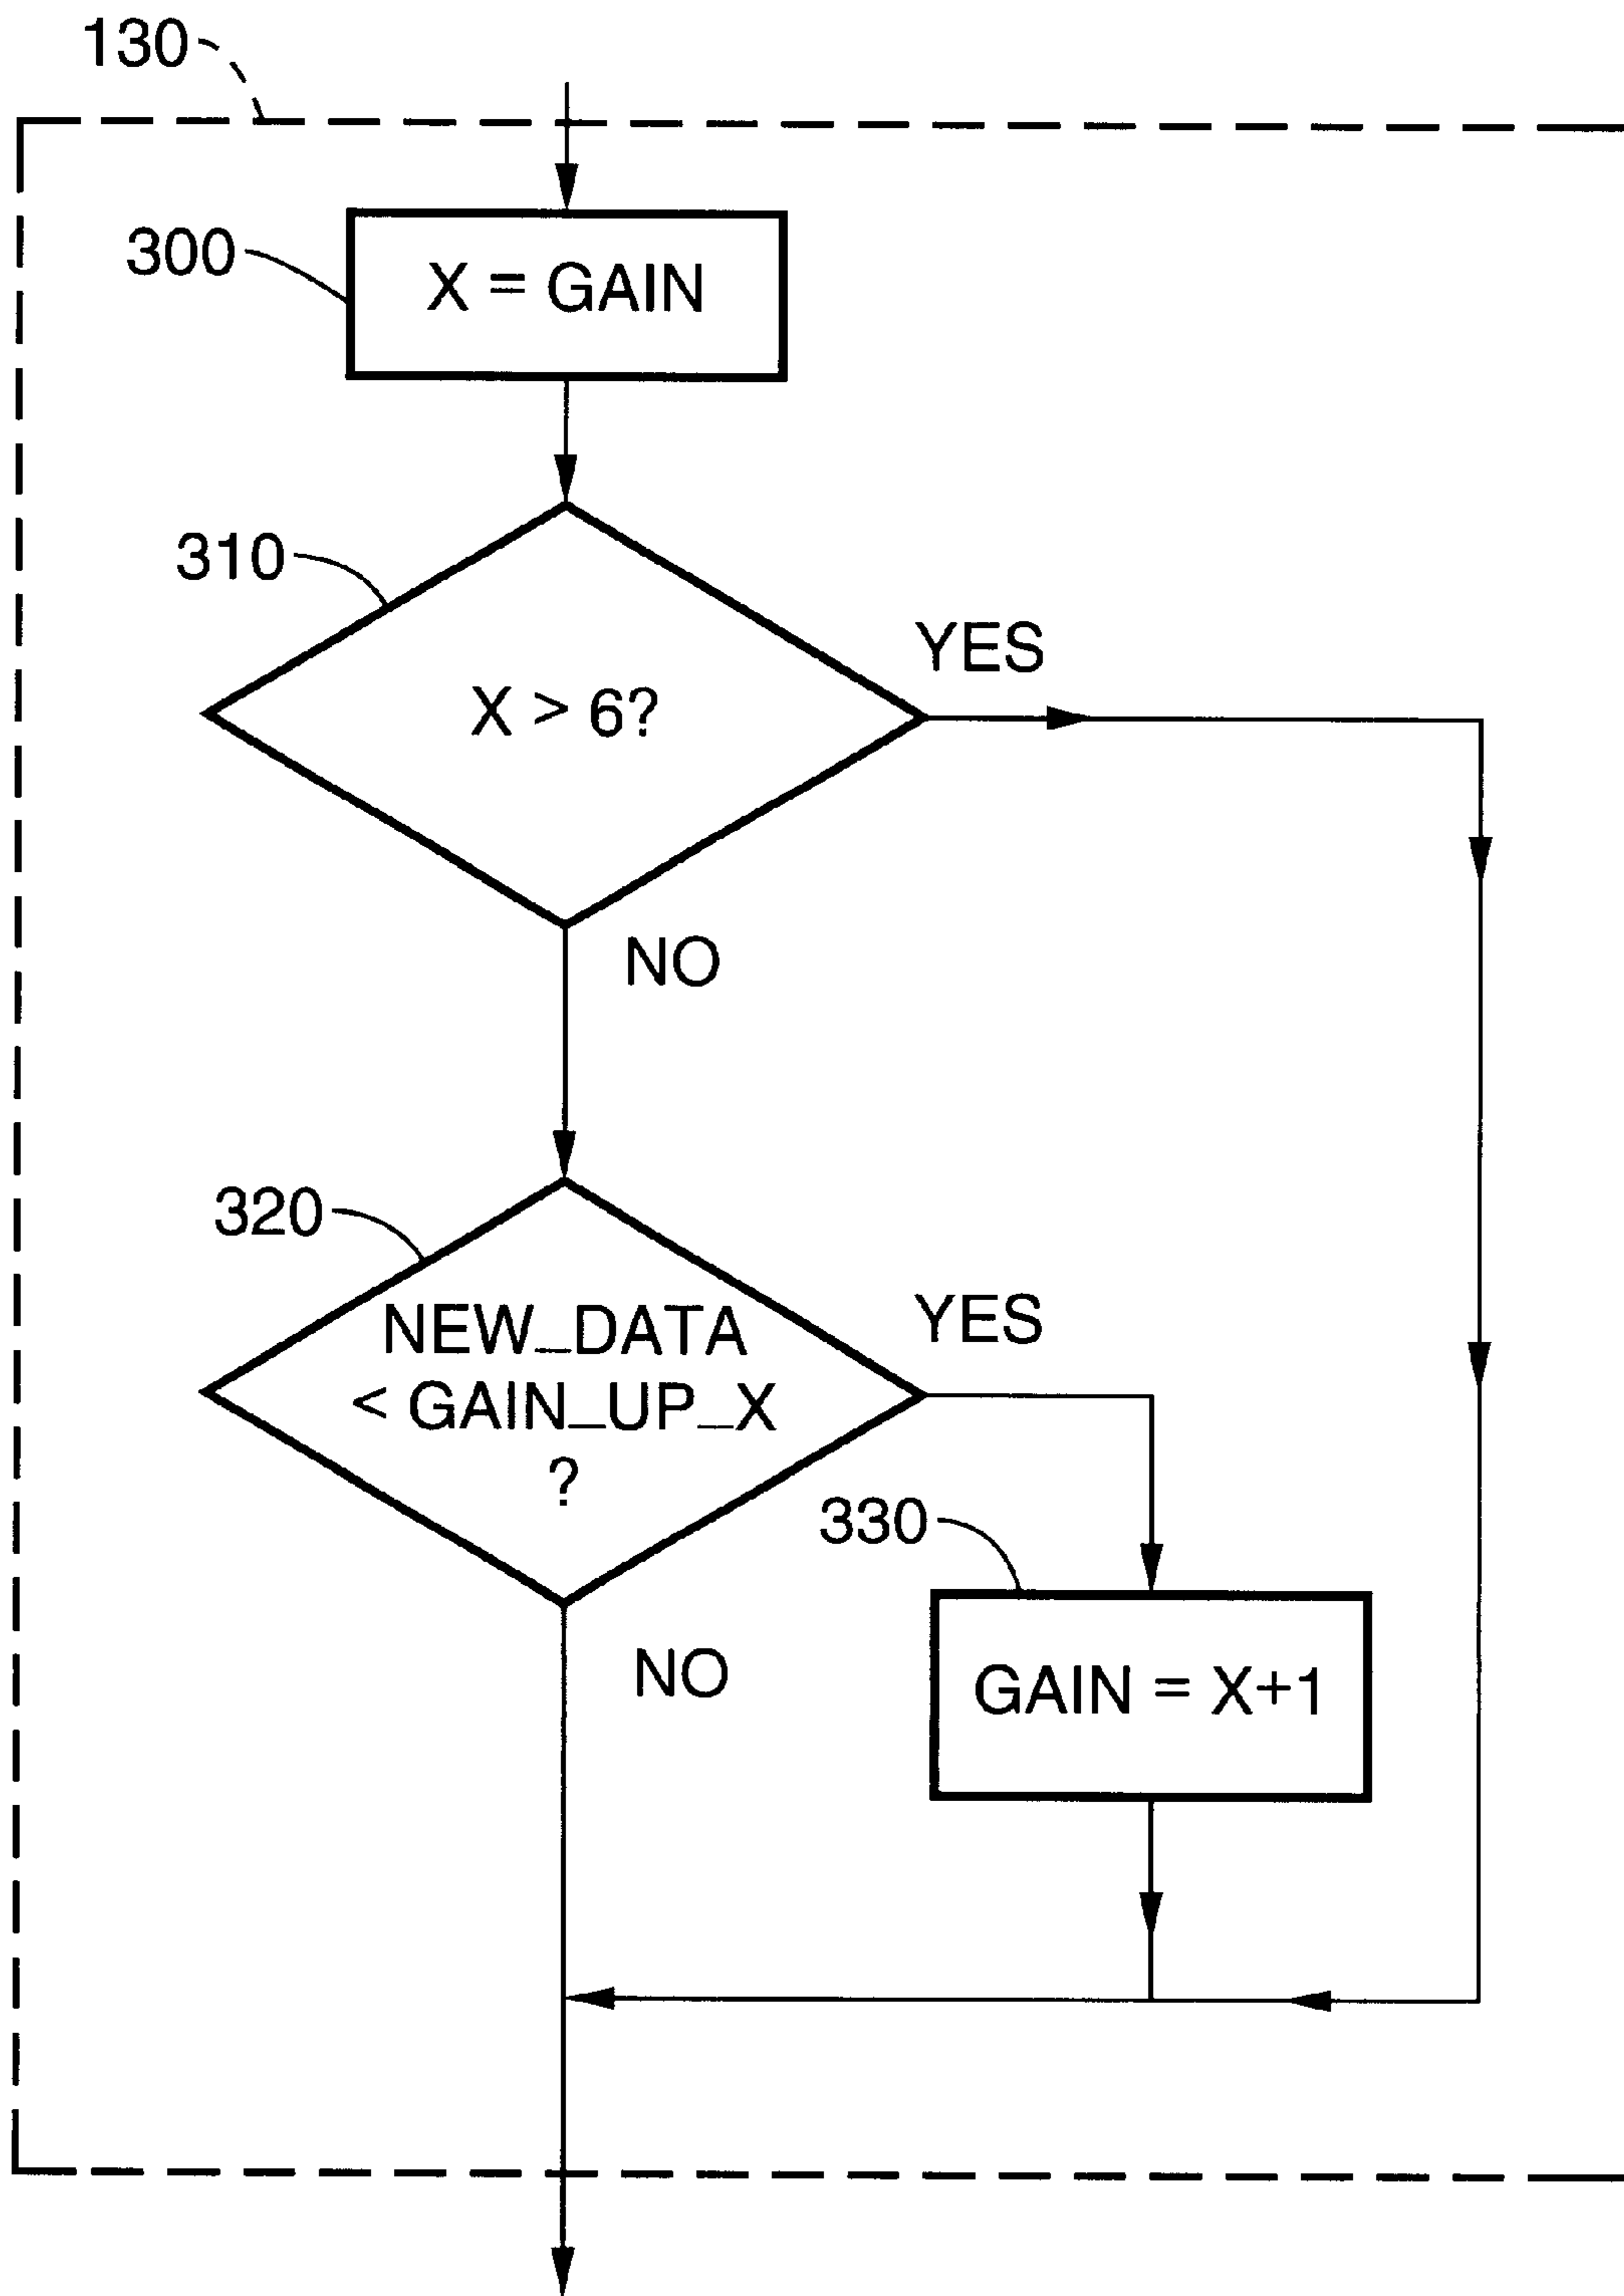 130
300
X = GAIN
310
YES
X > 6?
NO
320
NEW_DATA
YES
< GAIN_UP_X
?
330
NO
GAIN = X+1